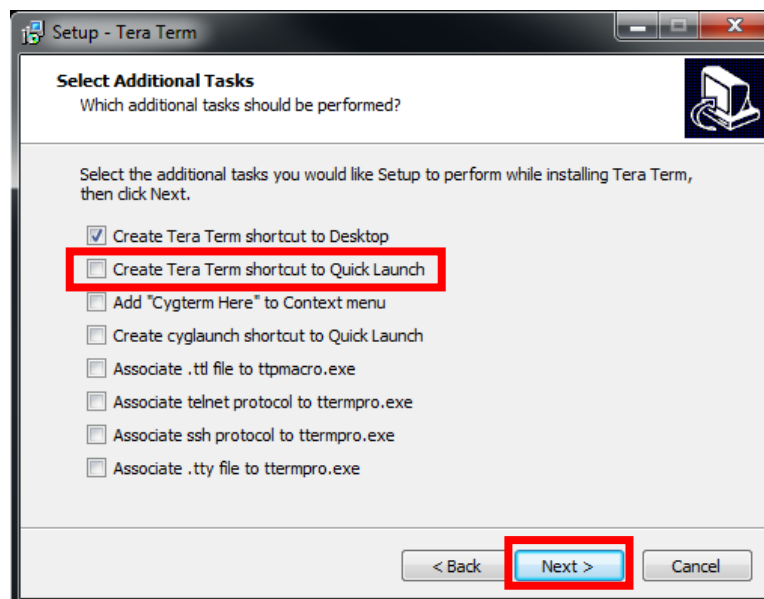 Setup - Tera Term
Select Additional Tasks
Which additional tasks should be performed?
Select the additional tasks you would like Setup to perform while installing Tera Term,
then click Next.
Create Tera Term shortcut to Desktop
Create Tera Term shortcut to Quick Launch
Add "Cygterm Here" to Context menu
Create cyglaunch shortcut to Quick Launch
Associate .ttl file to ttpmacro.exe
Associate telnet protocol to ttermpro.exe
Associate ssh protocol to ttermpro.exe
Associate .tty file to ttermpro.exe
< Back Next > Cancel